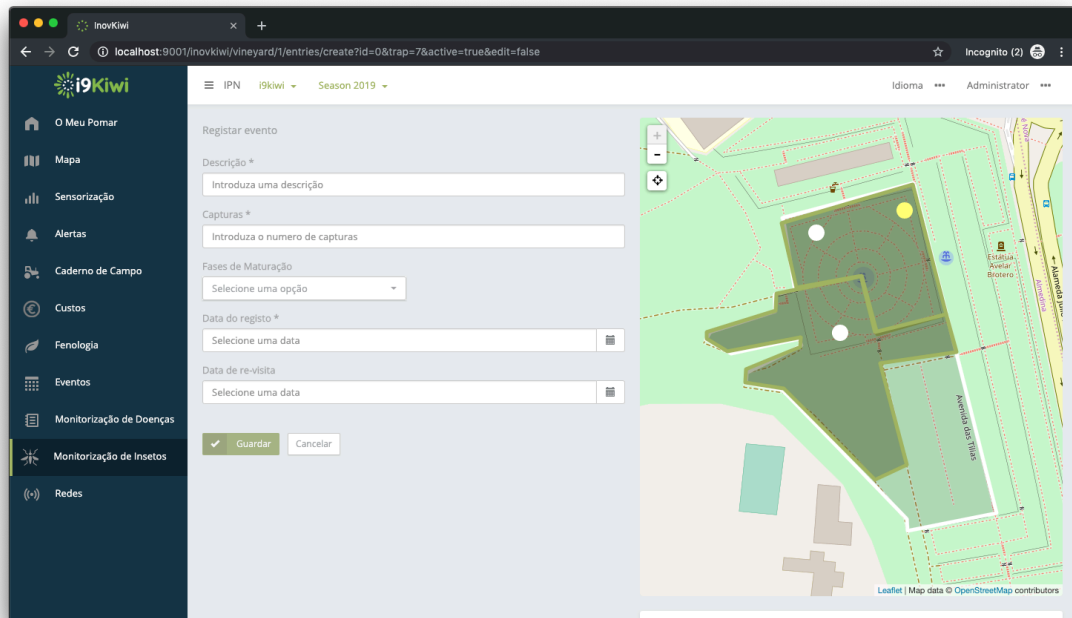 InovKiwi
localhost:9001/inovkiwi/vineyard/1/entries/create?id=0&trap=7&active=true&edit=false
Incognito (2)
i9Kiwi
IPN
i9kiwi
Season 2019
Idioma
Administrator
O Meu Pomar
Mapa
Sensorização
Alertas
Caderno de Campo
Custos
Fenologia
Eventos
Monitorização de Doenças
Monitorização de Insetos
Redes
Registar evento
Descrição *
Introduza uma descrição
Capturas *
Introduza o numero de capturas
Fases de Maturação
Selecione uma opção
Data do registo *
Selecione uma data
Data de re-visita
Selecione uma data
Guardar
Cancelar
+
-
Estátua
Avelar
Brotero
Almedina
Avenida das Tílias
Leaflet | Map data © OpenStreetMap contributors